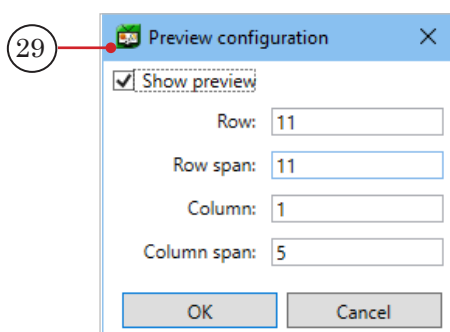 29
Preview configuration
Show preview
Row: 11
Row span: 11
Column: 1
Column span: 5
OK Cancel